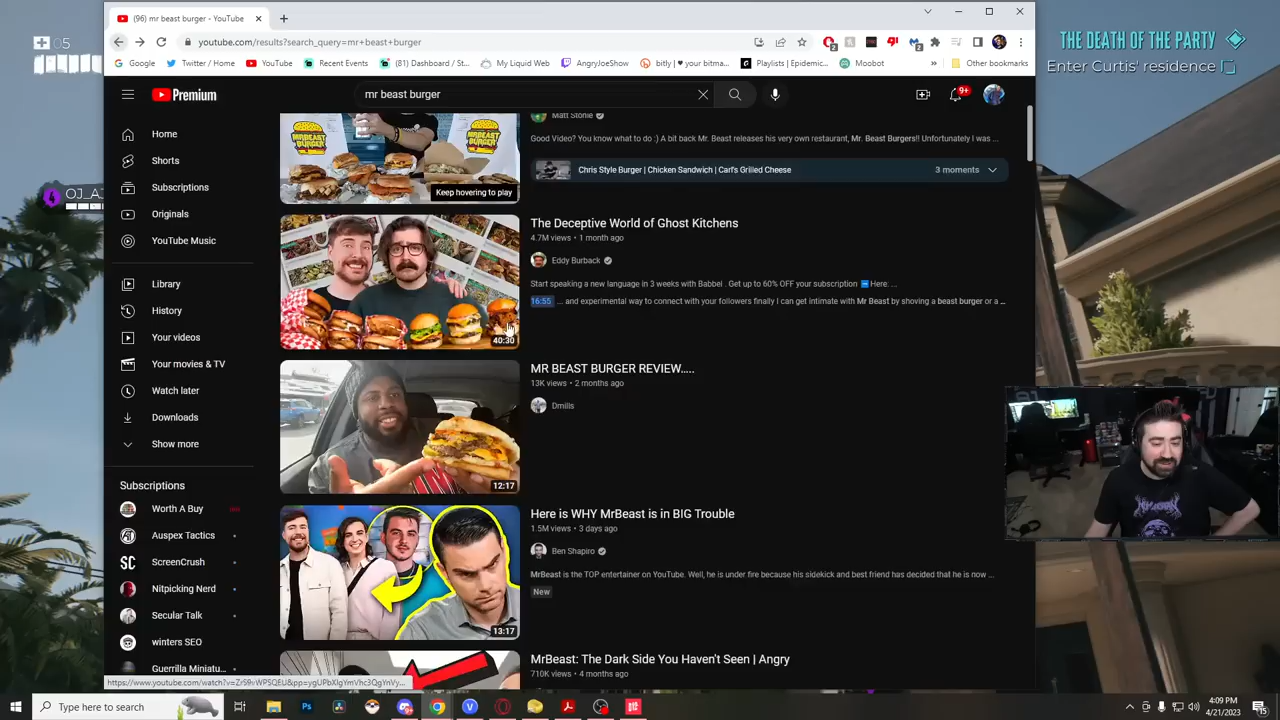 (96) mr beast burger - YouTube
youtube.com/results?search_query=mr+beast+burger
2
2
Google
Twitter / Home
YouTube
Recent Events
(81) Dashboard / St...
My Liquid Web
AngryJoeShow
bitly | ♥ your bitma...
Playlists | Epidemic...
Moobot
»
Other bookmarks
05
THE DEATH OF THE PARTY
Enter Curtis' residence
Premium
mr beast burger
9+
Home
Shorts
Subscriptions
Originals
YouTube Music
Library
History
Your videos
Your movies & TV
Watch later
Downloads
Show more
Subscriptions
Worth A Buy
Auspex Tactics
SC ScreenCrush
Nitpicking Nerd
Secular Talk
winters SEO
Guerrilla Miniatu...
MRBEAST BURGER
MRBEAST BURGER
Keep hovering to play
Matt Stonie
Good Video? You know what to do :) A bit back Mr. Beast releases his very own restaurant, Mr. Beast Burgers!! Unfortunately I was ...
Chris Style Burger | Chicken Sandwich | Carl's Grilled Cheese
3 moments
40:30
The Deceptive World of Ghost Kitchens
4.7M views • 1 month ago
Eddy Burback
Start speaking a new language in 3 weeks with Babbel . Get up to 60% OFF your subscription ➡️Here: ...
16:55 ... and experimental way to connect with your followers finally I can get intimate with Mr Beast by shoving a beast burger or a ...
12:17
MR BEAST BURGER REVIEW.....
13K views • 2 months ago
Dmills
13:17
Here is WHY MrBeast is in BIG Trouble
1.5M views • 3 days ago
Ben Shapiro
MrBeast is the TOP entertainer on YouTube. Well, he is under fire because his sidekick and best friend has decided that he is now ...
New
MrBeast: The Dark Side You Haven't Seen | Angry
710K views • 4 months ago
Type here to search
4:09 PM
4/21/2023